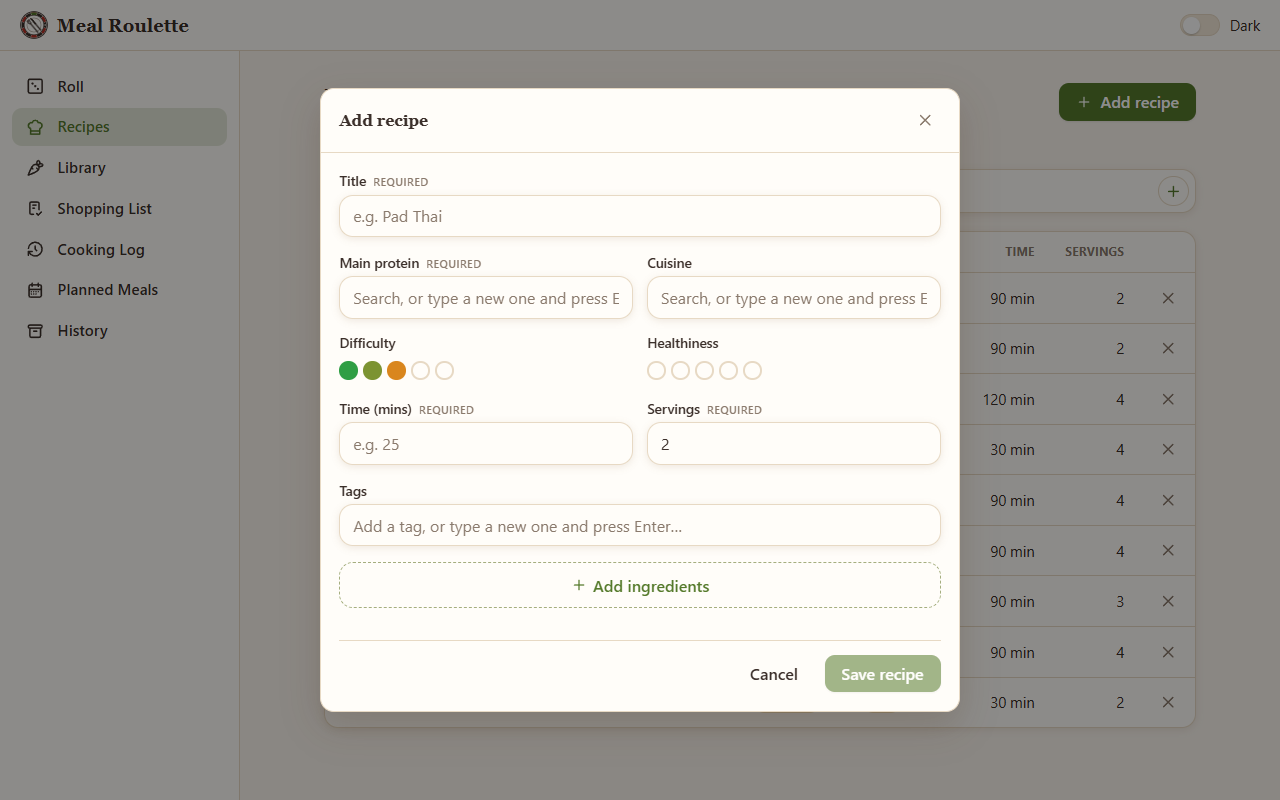 Meal Roulette
Dark
Roll
Recipes
Library
Shopping List
Cooking Log
Planned Meals
History
Add recipe
Add recipe
Title REQUIRED
e.g. Pad Thai
Main protein REQUIRED
Cuisine
Search, or type a new one and press E
Search, or type a new one and press E
Difficulty
Healthiness
Time (mins) REQUIRED
Servings REQUIRED
e.g. 25
2
Tags
Add a tag, or type a new one and press Enter...
Add ingredients
Cancel
Save recipe
TIME SERVINGS
90 min 2
90 min 2
120 min 4
30 min 4
90 min 4
90 min 4
90 min 3
90 min 4
30 min 2